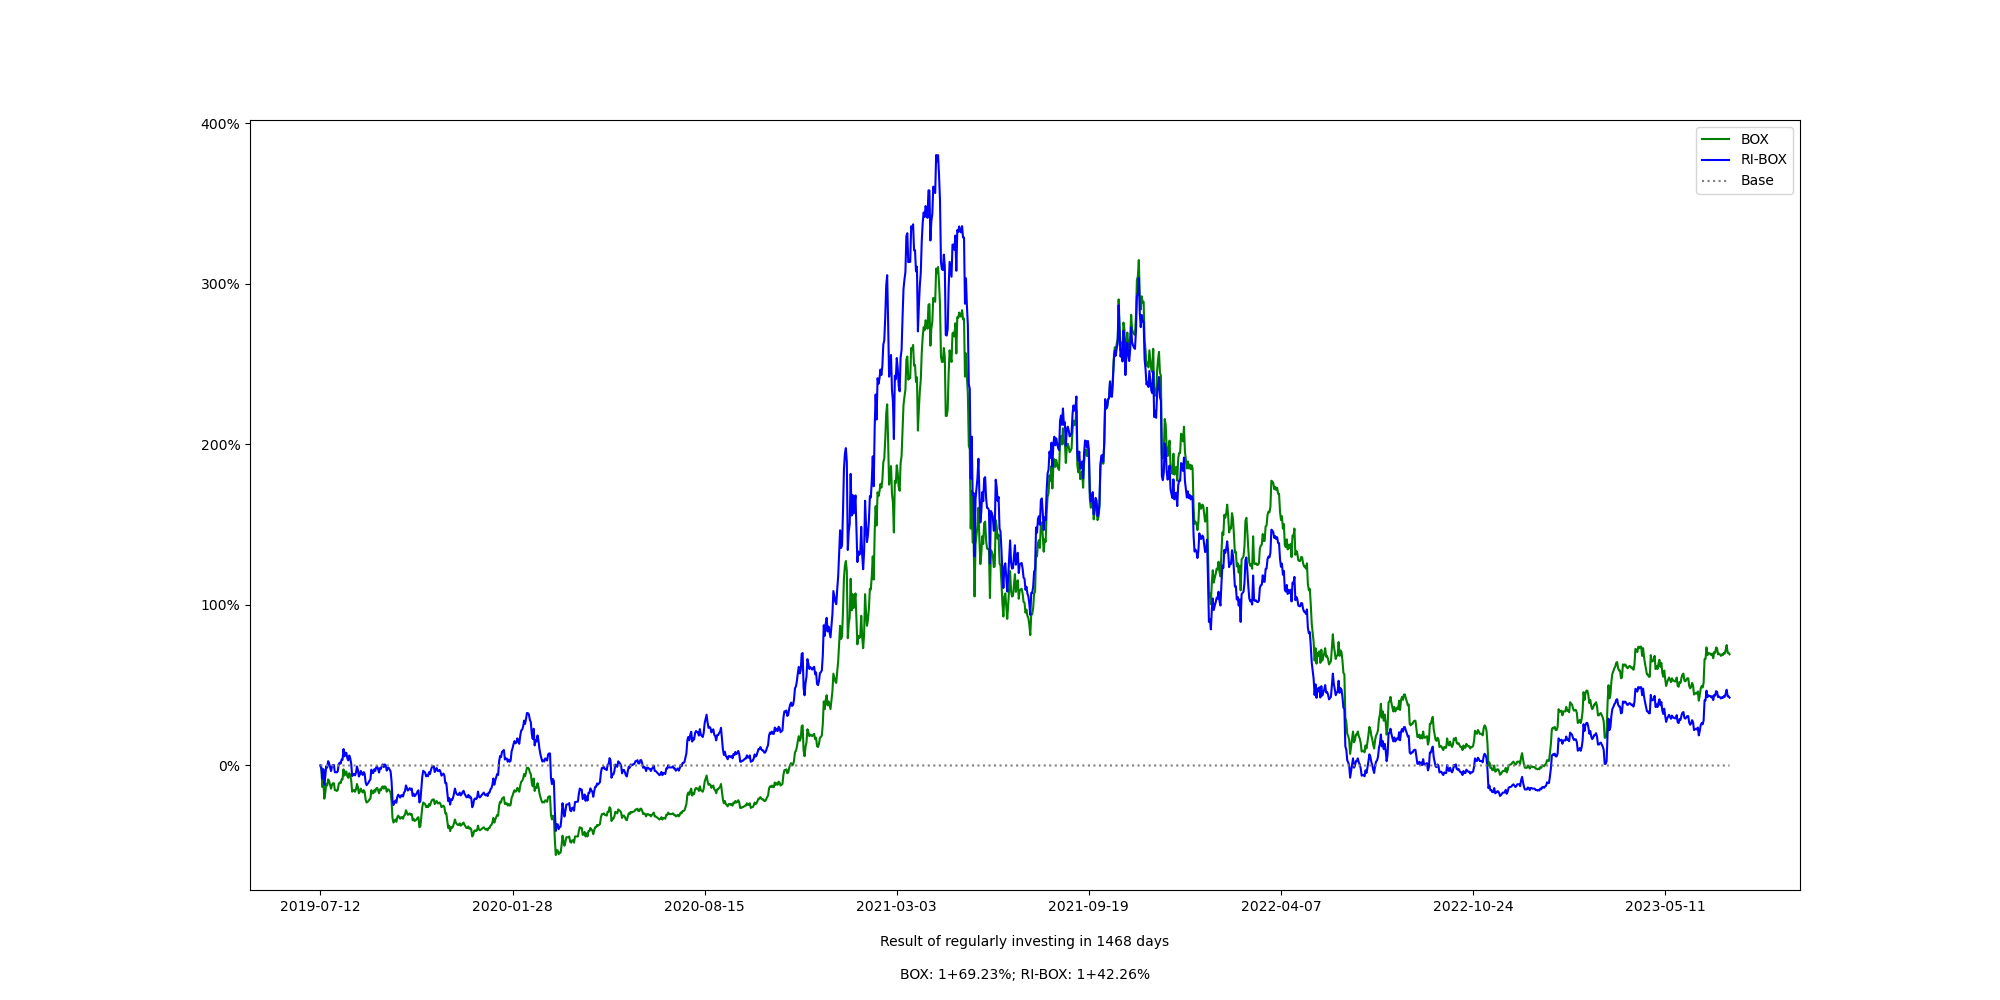 400%
300%
200%
100%
0%
BOX
RI-BOX
Base
2019-07-12 2020-01-28 2020-08-15 2021-03-03 2021-09-19 2022-04-07 2022-10-24 2023-05-11
Result of regularly investing in 1468 days
BOX: 1+69.23%; RI-BOX: 1+42.26%